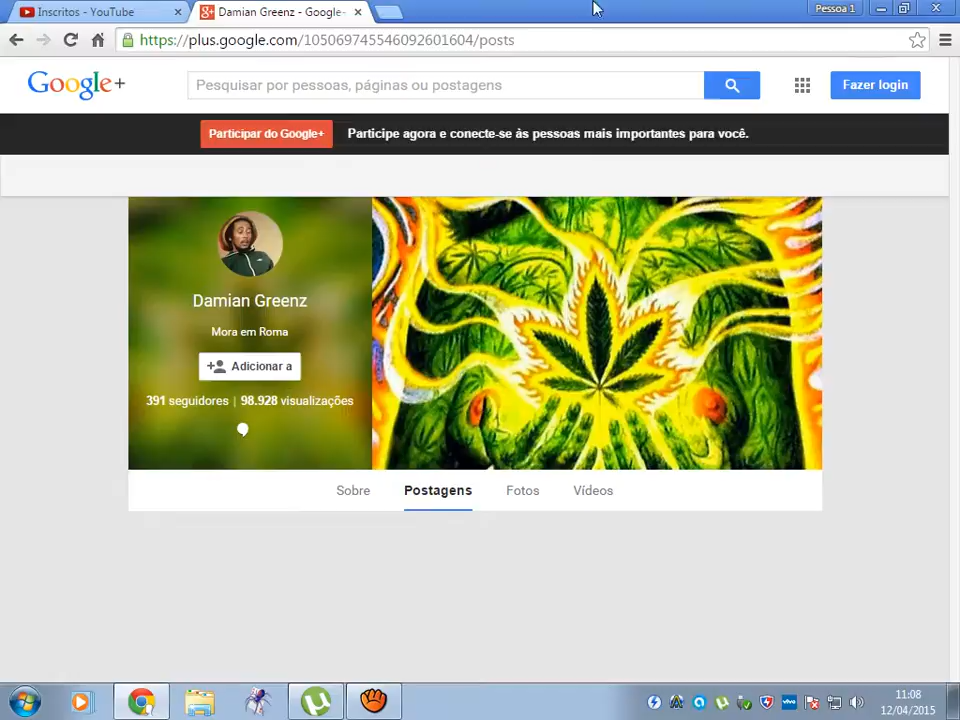 Inscritos - YouTube
Damian Greenz - Google-
Pessoa 1
https://plus.google.com/105069745546092601604/posts
Google+
Pesquisar por pessoas, páginas ou postagens
Fazer login
Participar do Google+
Participe agora e conecte-se às pessoas mais importantes para você.
Damian Greenz
Mora em Roma
Adicionar a
391 seguidores | 98.928 visualizações
Sobre
Postagens
Fotos
Vídeos
vivo
11:08
12/04/2015